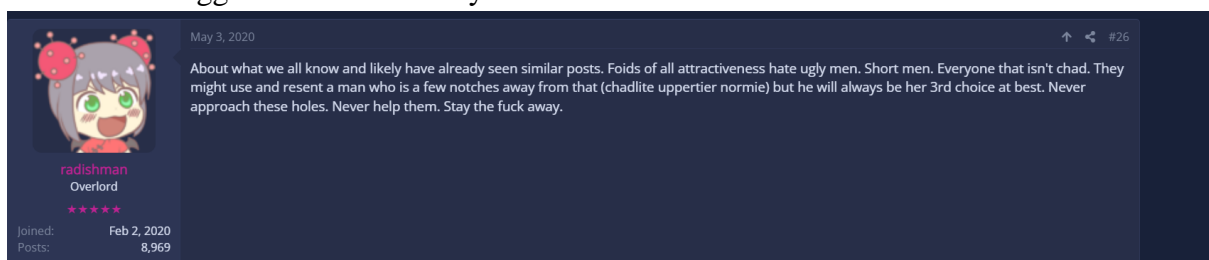 May 3, 2020
#26
About what we all know and likely have already seen similar posts. Foids of all attractiveness hate ugly men. Short men. Everyone that isn't chad. They
might use and resent a man who is a few notches away from that (chadlite uppertier normie) but he will always be her 3rd choice at best. Never
approach these holes. Never help them. Stay the fuck away.
radishman
Overlord
Joined: Feb 2, 2020
Posts: 8,969